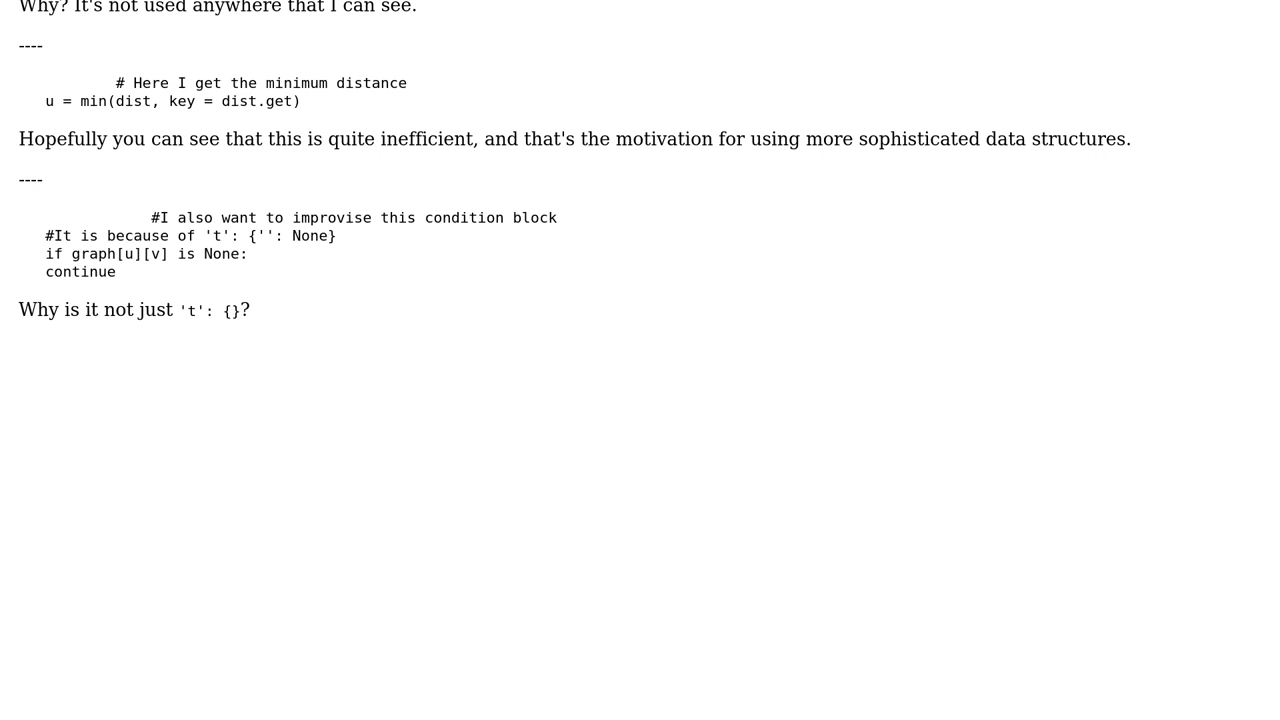 Why? It's not used anywhere that I can see.
----
# Here I get the minimum distance
u = min(dist, key = dist.get)
Hopefully you can see that this is quite inefficient, and that's the motivation for using more sophisticated data structures.
----
#I also want to improvise this condition block
#It is because of 't': {'': None}
if graph[u][v] is None:
continue
Why is it not just 't': {}?